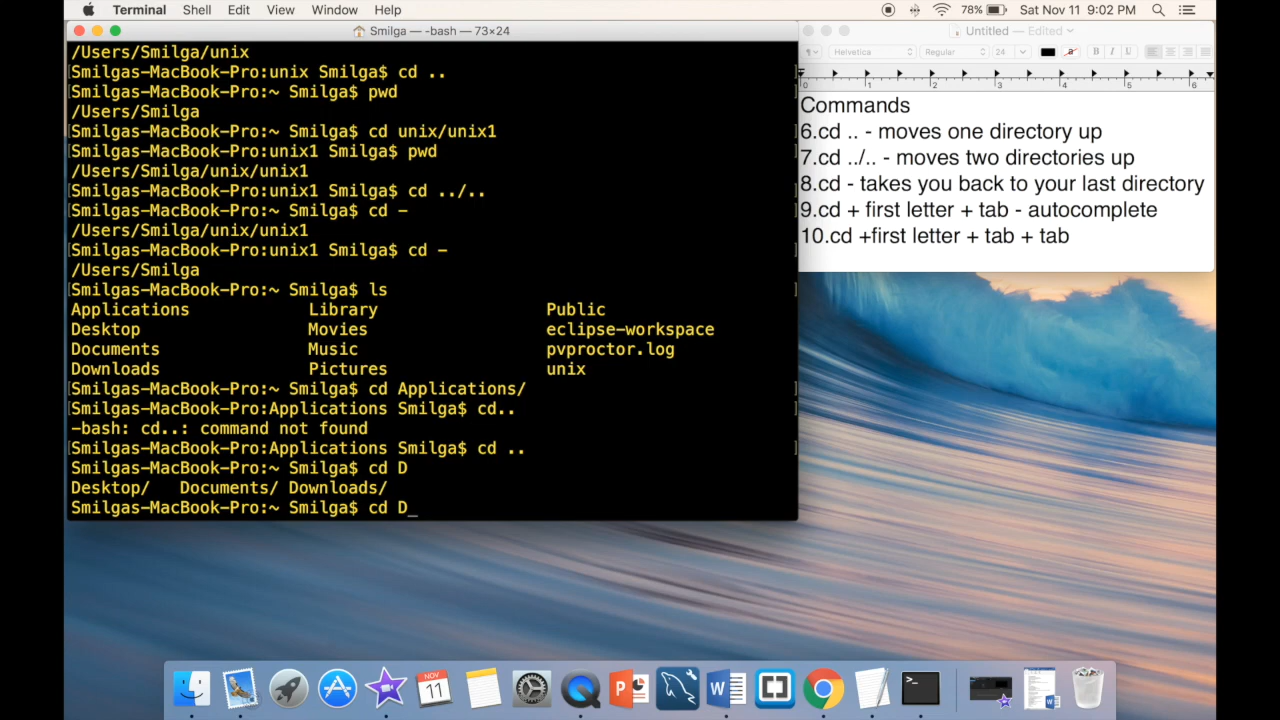 Terminal Shell Edit View Window Help 78% Sat Nov 11 9:02 PM
Smilga — -bash — 73×24
/Users/Smilga/unix
Smilgas-MacBook-Pro:unix Smilga$ cd ..
Smilgas-MacBook-Pro:~ Smilga$ pwd
/Users/Smilga
Smilgas-MacBook-Pro:~ Smilga$ cd unix/unix1
Smilgas-MacBook-Pro:unix1 Smilga$ pwd
/Users/Smilga/unix/unix1
Smilgas-MacBook-Pro:unix1 Smilga$ cd ../..
Smilgas-MacBook-Pro:~ Smilga$ cd -
/Users/Smilga/unix/unix1
Smilgas-MacBook-Pro:unix1 Smilga$ cd -
/Users/Smilga
Smilgas-MacBook-Pro:~ Smilga$ ls
Applications Library Public
Desktop Movies eclipse-workspace
Documents Music pvproctor.log
Downloads Pictures unix
Smilgas-MacBook-Pro:~ Smilga$ cd Applications/
Smilgas-MacBook-Pro:Applications Smilga$ cd..
-bash: cd..: command not found
Smilgas-MacBook-Pro:Applications Smilga$ cd ..
Smilgas-MacBook-Pro:~ Smilga$ cd D
Desktop/ Documents/ Downloads/
Smilgas-MacBook-Pro:~ Smilga$ cd D_
Untitled — Edited
Helvetica Regular 24 a B I U
0 1 2 3 4 5 6
Commands
6.cd .. - moves one directory up
7.cd ../.. - moves two directories up
8.cd - takes you back to your last directory
9.cd + first letter + tab - autocomplete
10.cd +first letter + tab + tab
NOV
11
P
W
>_